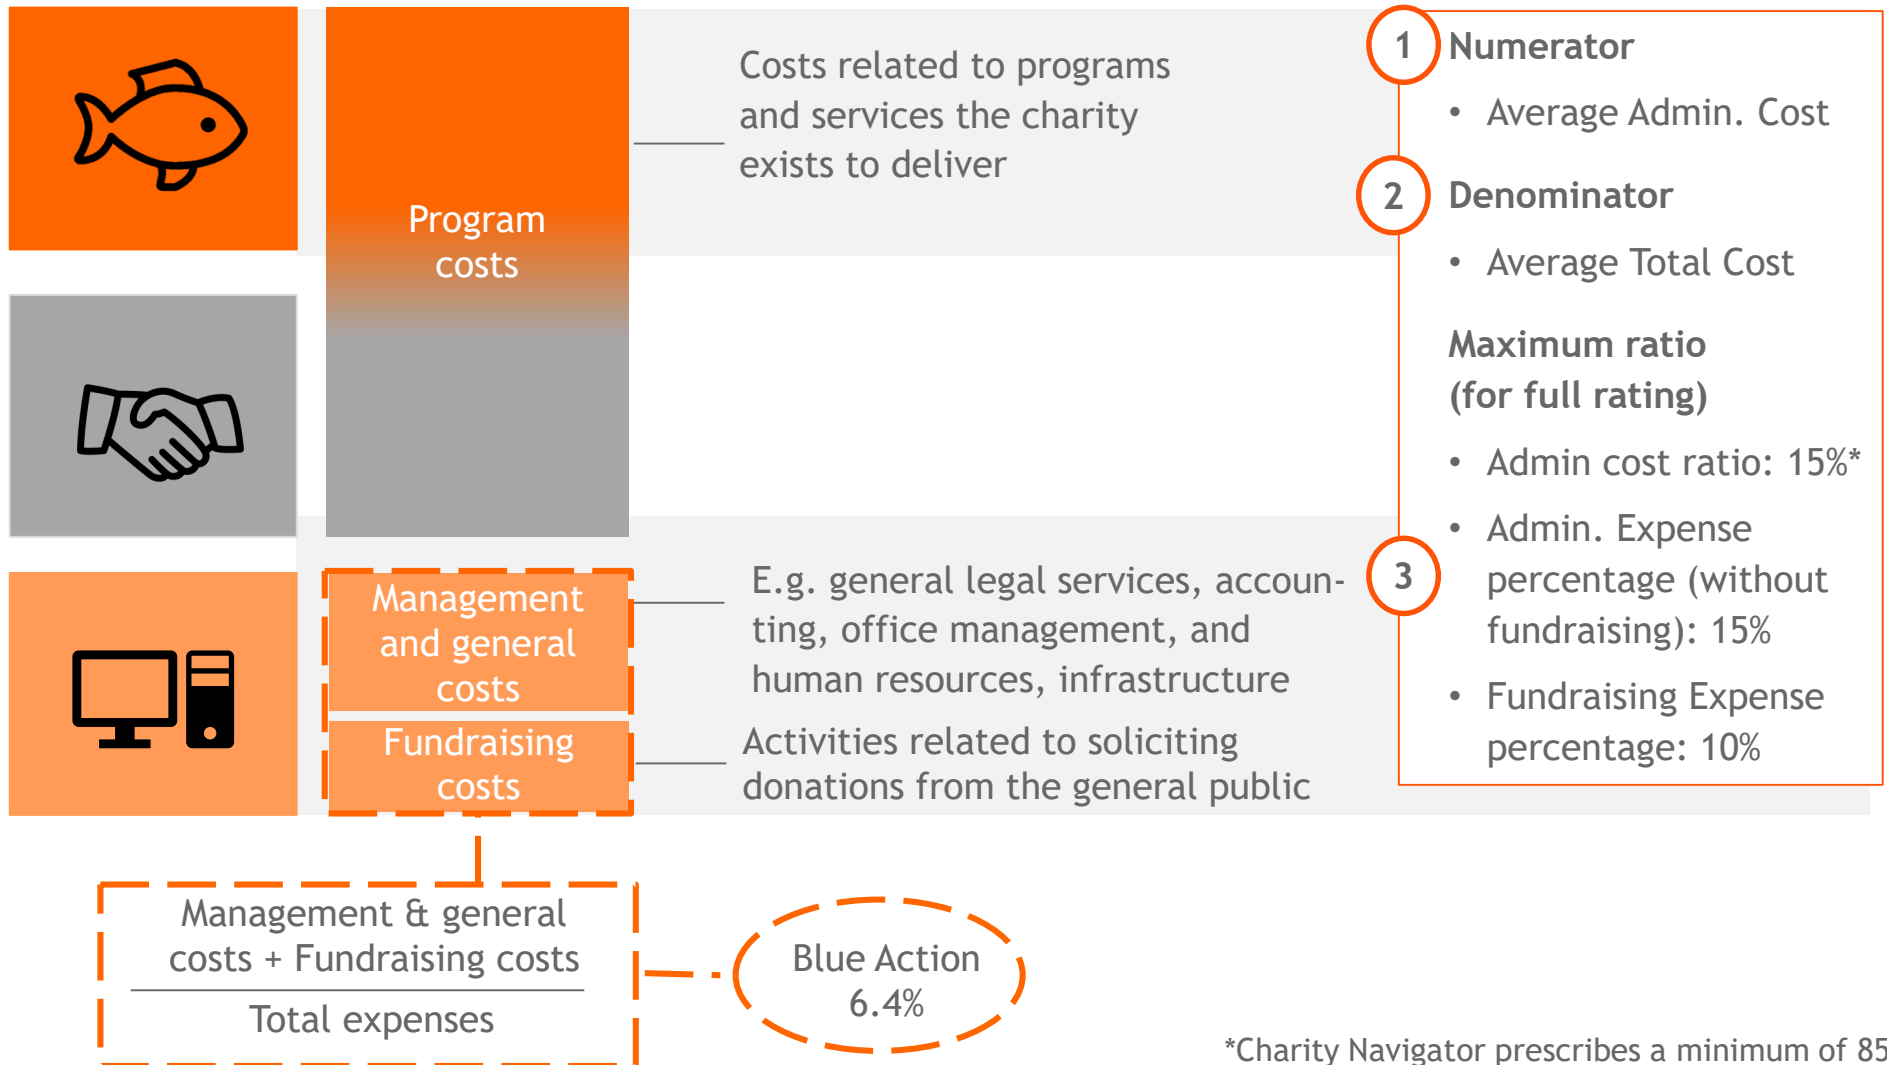 Program
costs
Costs related to programs
and services the charity
exists to deliver
Management
and general
costs
E.g. general legal services, accoun-
ting, office management, and
human resources, infrastructure
Fundraising
costs
Activities related to soliciting
donations from the general public
Management & general
costs + Fundraising costs
Total expenses
Blue Action
6.4%
1 Numerator
• Average Admin. Cost
2 Denominator
• Average Total Cost
Maximum ratio
(for full rating)
• Admin cost ratio: 15%*
3
• Admin. Expense
percentage (without
fundraising): 15%
• Fundraising Expense
percentage: 10%
*Charity Navigator prescribes a minimum of 85